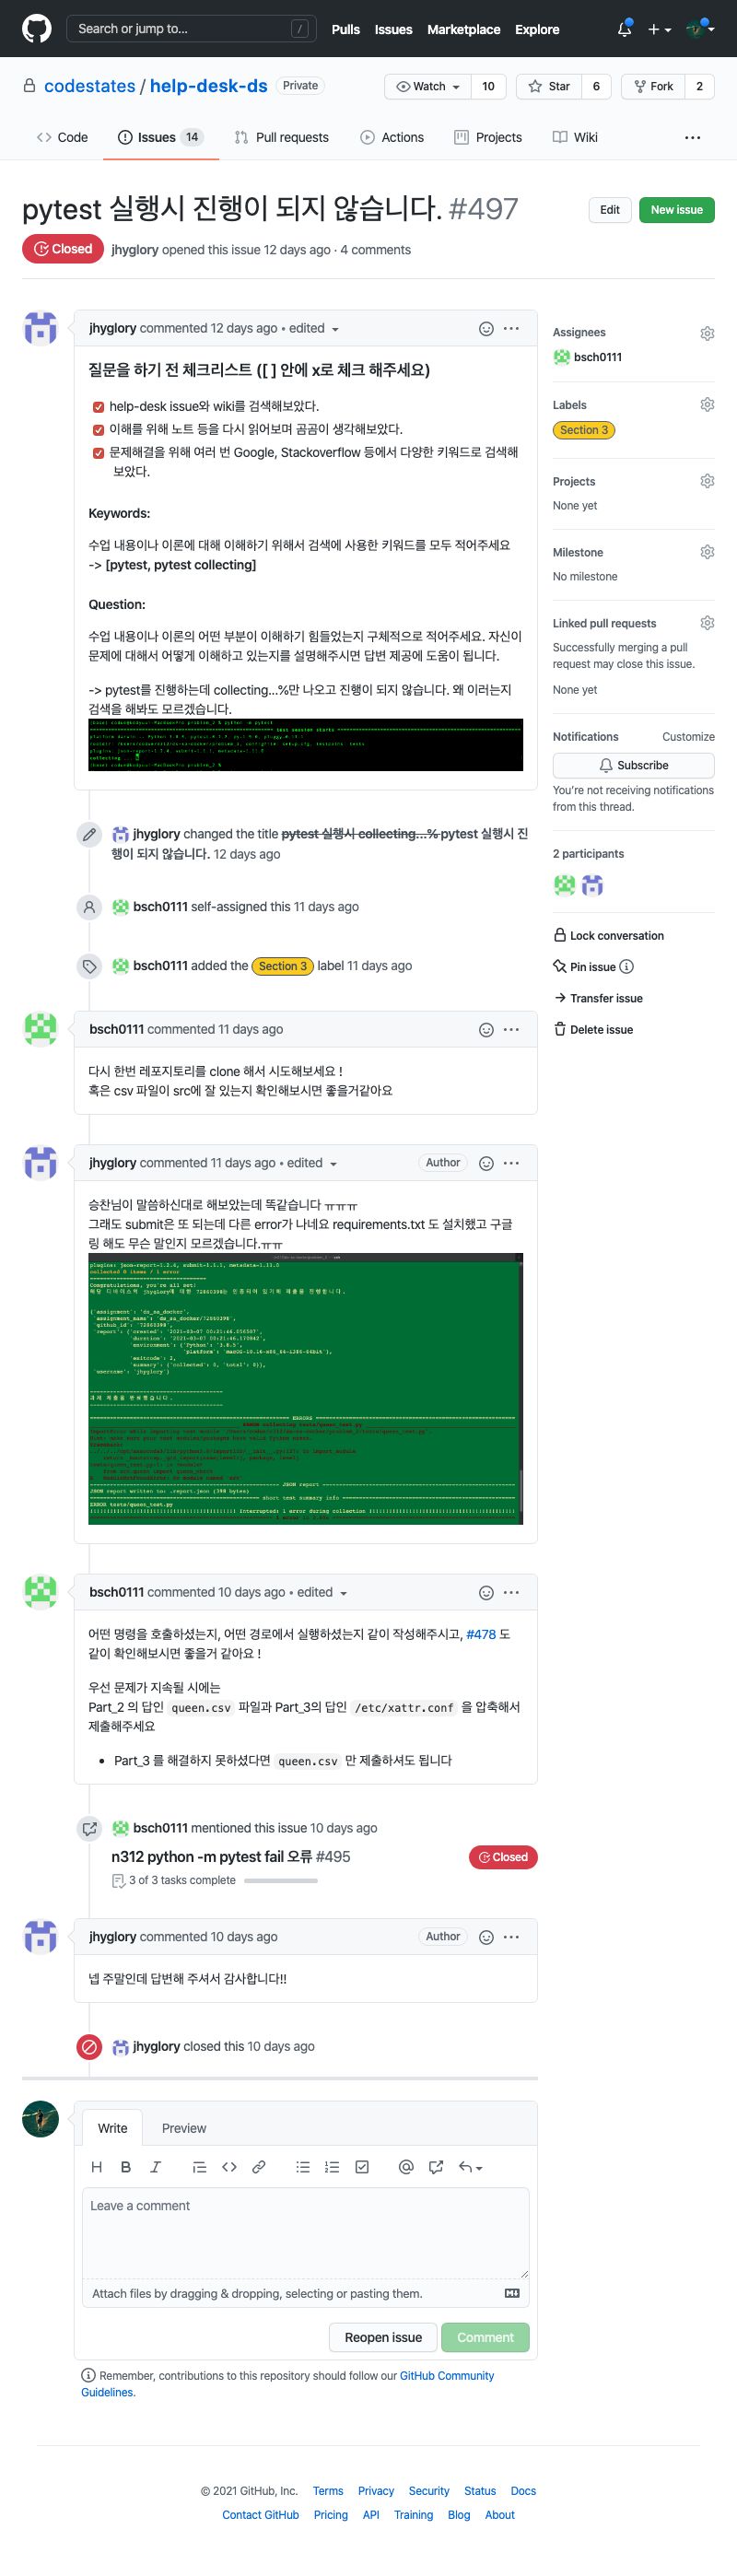 Search or jump to... /
Pulls Issues Marketplace Explore
codestates / help-desk-ds Private
Watch 10 Star 6 Fork 2
Code Issues 14 Pull requests Actions Projects Wiki
pytest 실행시 진행이 되지 않습니다. #497
Edit New issue
Closed jhyglory opened this issue 12 days ago · 4 comments
jhyglory commented 12 days ago • edited
질문을 하기 전 체크리스트 ([ ] 안에 x로 체크 해주세요)
help-desk issue와 wiki를 검색해보았다.
이해를 위해 노트 등을 다시 읽어보며 곰곰이 생각해보았다.
문제해결을 위해 여러 번 Google, Stackoverflow 등에서 다양한 키워드로 검색해
보았다.
Keywords:
수업 내용이나 이론에 대해 이해하기 위해서 검색에 사용한 키워드를 모두 적어주세요
-> [pytest, pytest collecting]
Question:
수업 내용이나 이론의 어떤 부분이 이해하기 힘들었는지 구체적으로 적어주세요. 자신이
문제에 대해서 어떻게 이해하고 있는지를 설명해주시면 답변 제공에 도움이 됩니다.
-> pytest를 진행하는데 collecting...%만 나오고 진행이 되지 않습니다. 왜 이러는지
검색을 해봐도 모르겠습니다.
Assignees
bsch0111
Labels
Section 3
Projects
None yet
Milestone
No milestone
Linked pull requests
Successfully merging a pull
request may close this issue.
None yet
Notifications Customize
Subscribe
You're not receiving notifications
from this thread.
2 participants
Lock conversation
Pin issue
Transfer issue
Delete issue
jhyglory changed the title pytest 실행시 collecting...% pytest 실행시 진
행이 되지 않습니다. 12 days ago
bsch0111 self-assigned this 11 days ago
bsch0111 added the Section 3 label 11 days ago
bsch0111 commented 11 days ago
다시 한번 레포지토리를 clone 해서 시도해보세요 !
혹은 csv 파일이 src에 잘 있는지 확인해보시면 좋을거같아요
jhyglory commented 11 days ago • edited Author
승찬님이 말씀하신대로 해보았는데 똑같습니다 ㅠㅠㅠ
그래도 submit은 또 되는데 다른 error가 나네요 requirements.txt 도 설치했고 구글
링 해도 무슨 말인지 모르겠습니다.ㅠㅠ
plugins: json-report-1.2.4, submit-1.1.1, metadata-1.11.0
collected 0 items / 1 error
Congratulations, you're all set!
bsch0111 commented 10 days ago • edited
어떤 명령을 호출하셨는지, 어떤 경로에서 실행하셨는지 같이 작성해주시고, #478 도
같이 확인해보시면 좋을거 같아요 !
우선 문제가 지속될 시에는
Part_2 의 답인 queen.csv 파일과 Part_3의 답인 /etc/xattr.conf 을 압축해서
제출해주세요
• Part_3 를 해결하지 못하셨다면 queen.csv 만 제출하셔도 됩니다
bsch0111 mentioned this issue 10 days ago
n312 python -m pytest fail 오류 #495 Closed
3 of 3 tasks complete
jhyglory commented 10 days ago Author
넵 주말인데 답변해 주셔서 감사합니다!!
jhyglory closed this 10 days ago
Write Preview
Leave a comment
Attach files by dragging & dropping, selecting or pasting them.
Reopen issue Comment
Remember, contributions to this repository should follow our GitHub Community
Guidelines.
© 2021 GitHub, Inc. Terms Privacy Security Status Docs
Contact GitHub Pricing API Training Blog About